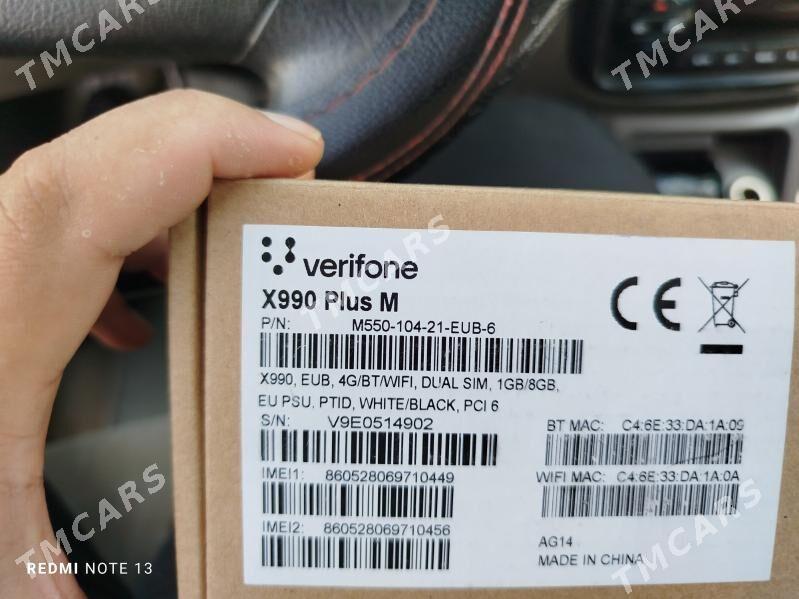 verifone
X990 Plus M
P/N: M550-104-21-EUB-6
X990, EUB, 4G/BT/WIFI, DUAL SIM, 1GB/8GB,
EU PSU, PTID, WHITE/BLACK, PCI 6
S/N: V9E0514902
BT MAC: C4:6E:33:DA:1A:09
IMEI1: 860528069710449
WIFI MAC: C4:6E:33:DA:1A:0A
IMEI2: 860528069710456
AG14
MADE IN CHINA
CE
REDMI NOTE 13
TMCARS
TMCARS
TMCARS
TMCARS
TMCARS
TMCARS
TMCARS